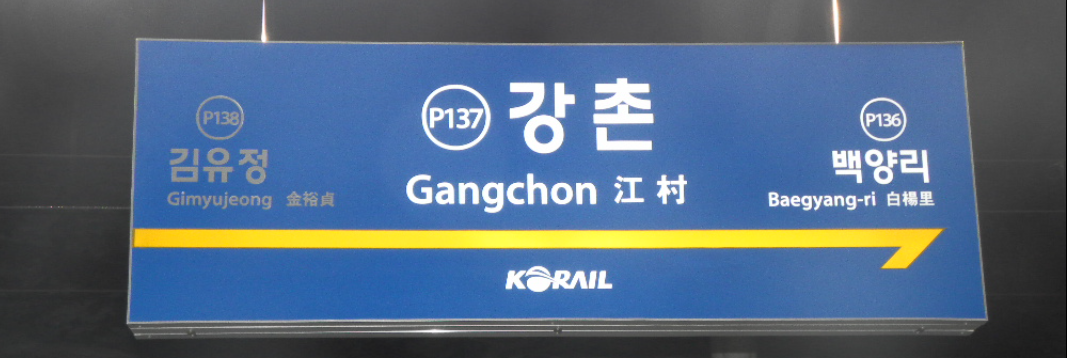 P138
김유정
Gimyujeong 金裕貞
P137 강촌
Gangchon 江村
P136
백양리
Baegyang-ri 白楊里
KORAIL